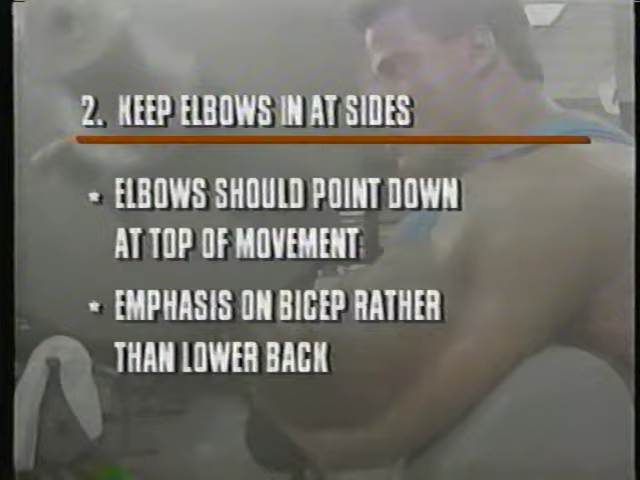 2. KEEP ELBOWS IN AT SIDES
* ELBOWS SHOULD POINT DOWN
AT TOP OF MOVEMENT
* EMPHASIS ON BICEP RATHER
THAN LOWER BACK